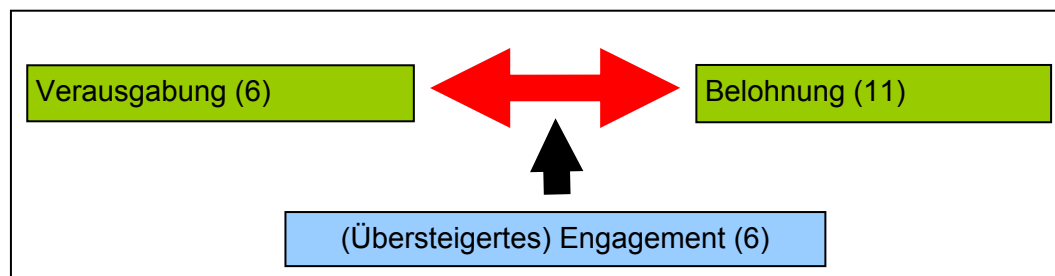 Verausgabung (6)
Belohnung (11)
(Übersteigertes) Engagement (6)